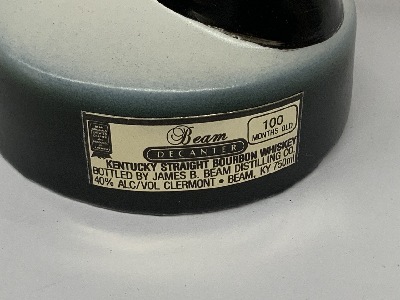 Beam
DECANTER
100
MONTHS OLD
KENTUCKY STRAIGHT BOURBON WHISKEY
BOTTLED BY JAMES B. BEAM DISTILLING CO.
40% ALC/VOL CLERMONT • BEAM, KY 750ml